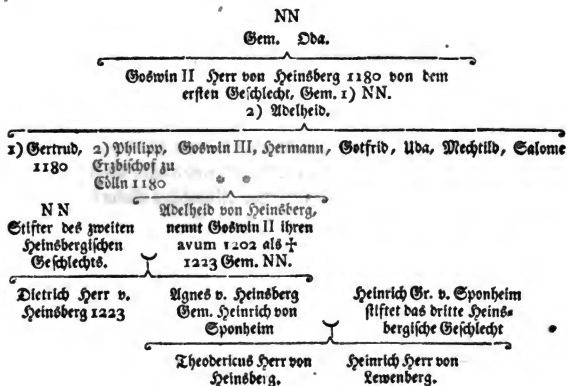 NN
Gem. Oda.
Goswin II Herr von Heinsberg 1180 von dem
ersten Geschlecht, Gem. 1) NN.
2) Adelheid.
1) Gertrud, 2) Philipp, Goswin III, Hermann, Gotfrid, Uda, Mechtild, Salome
1180 Erzbischof zu
Cölln 1180 * *
NN
Stifter des zweiten
Heinsbergischen
Geschlechts.
Adelheid von Heinsberg,
nennt Goswin II ihren
avum 1202 als †
1223 Gem. NN.
Dietrich Herr v.
Heinsberg 1223
Agnes v. Heinsberg
Gem. Heinrich von
Sponheim
Heinrich Gr. v. Sponheim
stiftet das dritte Heins-
bergische Geschlecht
Theodericus Herr von
Heinsberg.
Heinrich Herr von
Lewenberg.